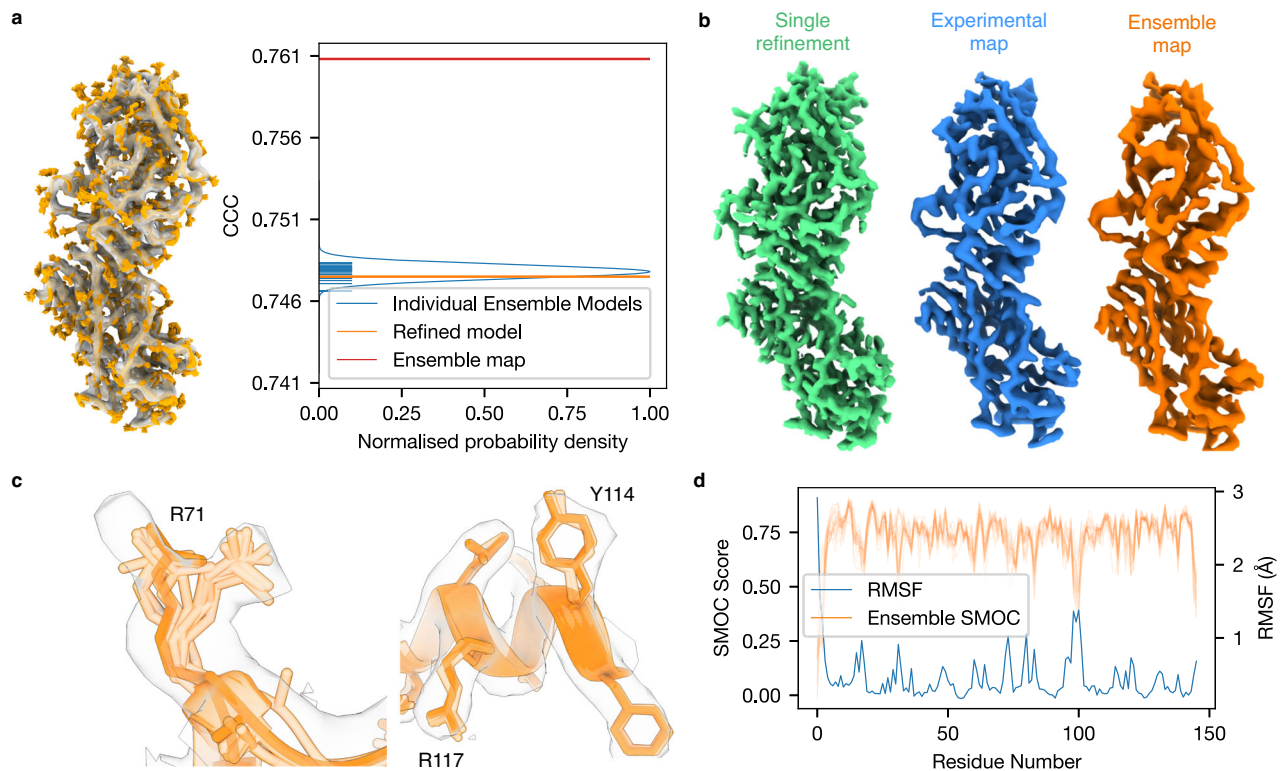 a
0.761
0.756
0.751
0.746
0.741
CCC
Individual Ensemble Models
Refined model
Ensemble map
0.00 0.25 0.50 0.75 1.00
Normalised probability density
b
Single
refinement
Experimental
map
Ensemble
map
c
R71
Y114
R117
d
0.75
0.50
0.25
0.00
SMOC Score
RMSF
Ensemble SMOC
3
2
1
RMSF (Å)
0 50 100 150
Residue Number